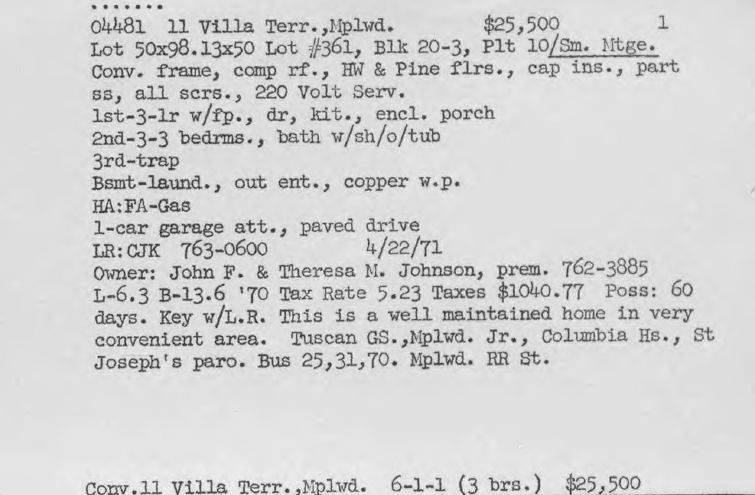 .......
04481 11 Villa Terr.,Mplwd. $25,500 1
Lot 50x98.13x50 Lot #361, Blk 20-3, Plt 10/Sm. Mtge.
Conv. frame, comp rf., HW & Pine flrs., cap ins., part
ss, all scrs., 220 Volt Serv.
1st-3-lr w/fp., dr, kit., encl. porch
2nd-3-3 bedrms., bath w/sh/o/tub
3rd-trap
Bsmt-laund., out ent., copper w.p.
HA:FA-Gas
1-car garage att., paved drive
LR:CJK 763-0600 4/22/71
Owner: John F. & Theresa M. Johnson, prem. 762-3885
L-6.3 B-13.6 '70 Tax Rate 5.23 Taxes $1040.77 Poss: 60
days. Key w/L.R. This is a well maintained home in very
convenient area. Tuscan GS.,Mplwd. Jr., Columbia Hs., St
Joseph's paro. Bus 25,31,70. Mplwd. RR St.
Conv.11 Villa Terr.,Mplwd. 6-1-1 (3 brs.) $25,500